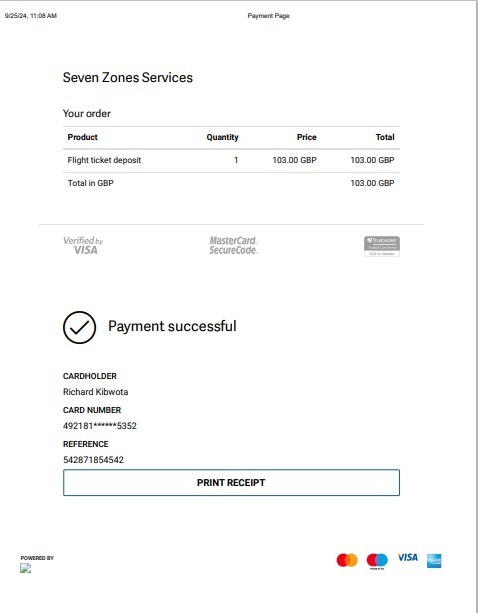 9/25/24, 11:08 AM Payment Page
Seven Zones Services
Your order
Product Quantity Price Total
Flight ticket deposit 1 103.00 GBP 103.00 GBP
Total in GBP 103.00 GBP
Verified by VISA MasterCard. SecureCode. Trustwave
Payment successful
CARDHOLDER
Richard Kibwota
CARD NUMBER
492181******5352
REFERENCE
542871854542
PRINT RECEIPT
POWERED BY
VISA